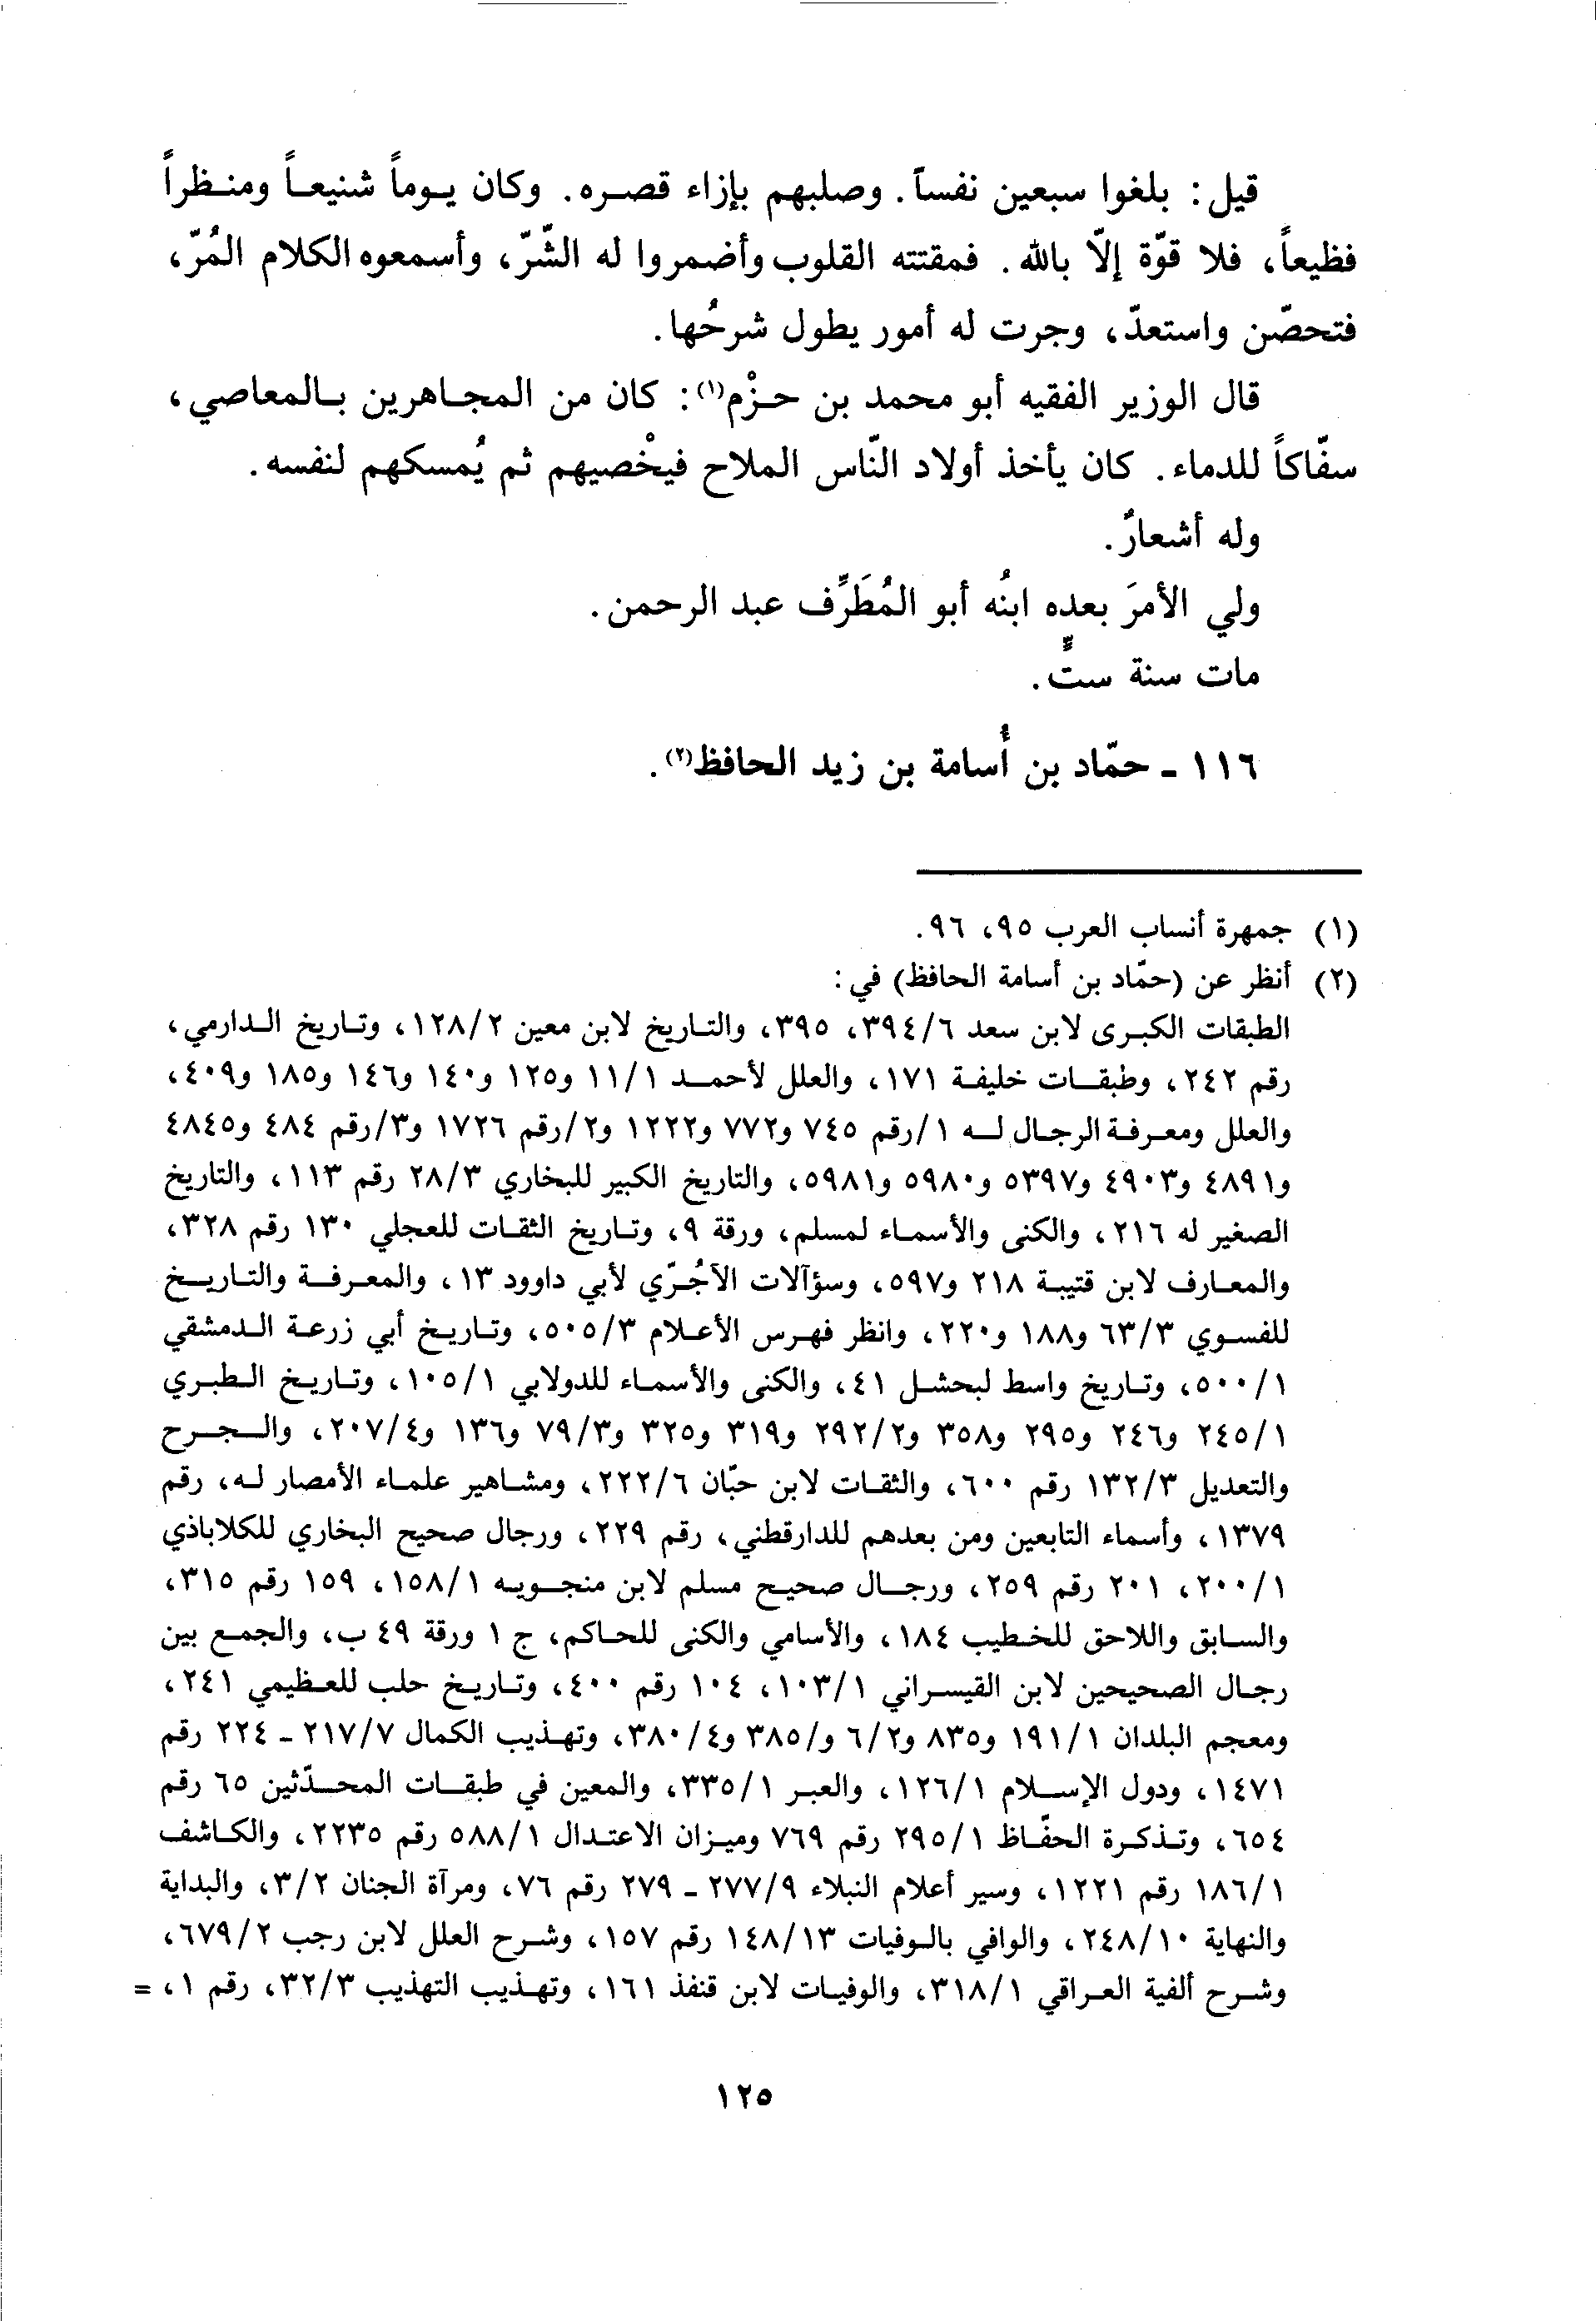 قيل : بلغوا سبعين نفساً. وصلبهم بإزاء قصره. وكان يوماً شنيعاً ومنظراً
فظيعاً، فلا قوّة إلّا بالله. فمقتته القلوب وأضمروا له الشّرّ، وأسمعوه الكلام المُرّ،
فتحصّن واستعدّ، وجرت له أمور يطول شرحُها.
قال الوزير الفقيه أبو محمد بن حزْم(١): كان من المجاهرين بالمعاصي،
سفّاكاً للدماء. كان يأخذ أولاد النّاس الملاح فيخْصيهم ثم يُمسكهم لنفسه.
وله أشعارٌ.
ولي الأمرَ بعده ابنُه أبو المُطَرِّف عبد الرحمن.
مات سنة ستٍّ.
١١٦ - حمّاد بن أُسامة بن زيد الحافظ(٢).
(١) جمهرة أنساب العرب ٩٥، ٩٦.
(٢) أنظر عن (حمّاد بن أسامة الحافظ) في:
الطبقات الكبرى لابن سعد ٣٩٤/٦، ٣٩٥، والتاريخ لابن معين ١٢٨/٢، وتاريخ الدارمي،
رقم ٢٤٢، وطبقات خليفة ١٧١، والعلل لأحمد ١١/١ و١٢٥ و١٤٠ و١٤٦ و١٨٥ و٤٠٩،
والعلل ومعرفة الرجال له ١/رقم ٧٤٥ و٧٧٢ و١٢٢٢ و٢/رقم ١٧٢٦ و٣/رقم ٤٨٤ و٤٨٤٥
و٤٨٩١ و٤٩٠٣ و٥٣٩٧ و٥٩٨٠ و٥٩٨١، والتاريخ الكبير للبخاري ٢٨/٣ رقم ١١٣، والتاريخ
الصغير له ٢١٦، والكنى والأسماء لمسلم، ورقة ٩، وتاريخ الثقات للعجلي ١٣٠ رقم ٣٢٨،
والمعارف لابن قتيبة ٢١٨ و٥٩٧، وسؤآلات الآجُرّي لأبي داوود ١٣، والمعرفة والتاريخ
للفسوي ٦٣/٣ و١٨٨ و٢٢٠، وانظر فهرس الأعلام ٥٠٥/٣، وتاريخ أبي زرعة الدمشقي
٥٠٠/١، وتاريخ واسط لبحشل ٤١، والكنى والأسماء للدولابي ١٠٥/١، وتاريخ الطبري
٢٤٥/١ و٢٤٦ و٢٩٥ و٣٥٨ و٢٩٢/٢ و٣١٩ و٣٢٥ و٧٩/٣ و١٣٦ و٢٠٧/٤، والجرح
والتعديل ١٣٢/٣ رقم ٦٠٠، والثقات لابن حبّان ٢٢٢/٦، ومشاهير علماء الأمصار له، رقم
١٣٧٩، وأسماء التابعين ومن بعدهم للدارقطني، رقم ٢٢٩، ورجال صحيح البخاري للكلاباذي
٢٠٠/١، ٢٠١ رقم ٢٥٩، ورجال صحيح مسلم لابن منجويه ١٥٨/١، ١٥٩ رقم ٣١٥،
والسابق واللاحق للخطيب ١٨٤، والأسامي والكنى للحاكم، ج ١ ورقة ٤٩ ب، والجمع بين
رجال الصحيحين لابن القيسراني ١٠٣/١، ١٠٤ رقم ٤٠٠، وتاريخ حلب للعظيمي ٢٤١،
ومعجم البلدان ١٩١/١ و٨٣٥ و٦/٢ و/٣٨٥ و٣٨٠/٤، وتهذيب الكمال ٢١٧/٧ - ٢٢٤ رقم
١٤٧١، ودول الإسلام ١٢٦/١، والعبر ٣٣٥/١، والمعين في طبقات المحدّثين ٦٥ رقم
٦٥٤، وتذكرة الحفّاظ ٢٩٥/١ رقم ٧٦٩ وميزان الاعتدال ٥٨٨/١ رقم ٢٢٣٥، والكاشف
١٨٦/١ رقم ١٢٢١، وسير أعلام النبلاء ٢٧٧/٩ - ٢٧٩ رقم ٧٦، ومرآة الجنان ٣/٢، والبداية
والنهاية ٢٤٨/١٠، والوافي بالوفيات ١٤٨/١٣ رقم ١٥٧، وشرح العلل لابن رجب ٦٧٩/٢،
وشرح ألفية العراقي ٣١٨/١، والوفيات لابن قنفذ ١٦١، وتهذيب التهذيب ٣٢/٣، رقم ١، =
١٢٥